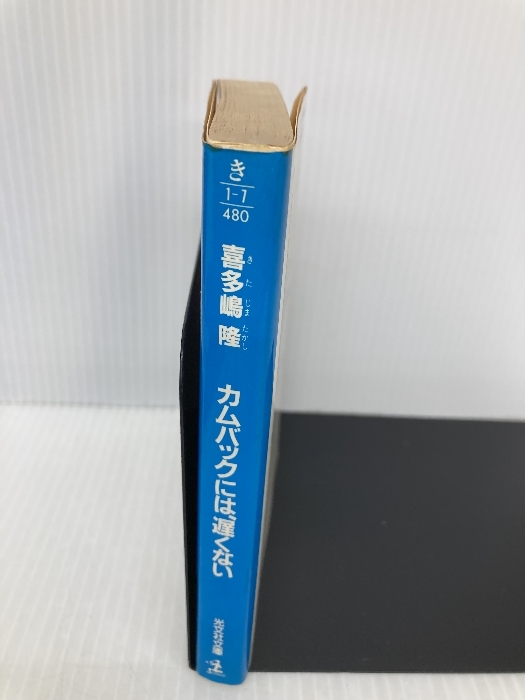 き
1-1
480
喜多嶋 隆
きた じま たかし
カムバックには、遅くない
光文社文庫